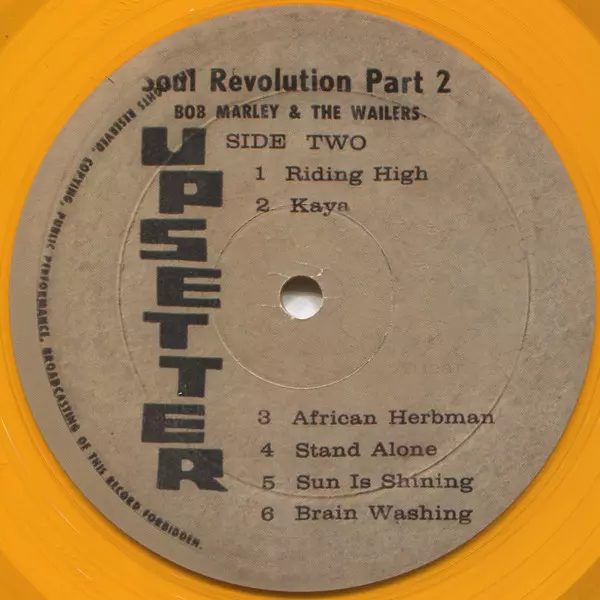 Soul Revolution Part 2
BOB MARLEY & THE WAILERS
SIDE TWO
1 Riding High
2 Kaya
UPSETTER
3 African Herbman
4 Stand Alone
5 Sun Is Shining
6 Brain Washing
RIGHTS RESERVED. COPYING, PUBLIC PERFORMANCE, BROADCASTING OF THIS RECORD FORBIDDEN.